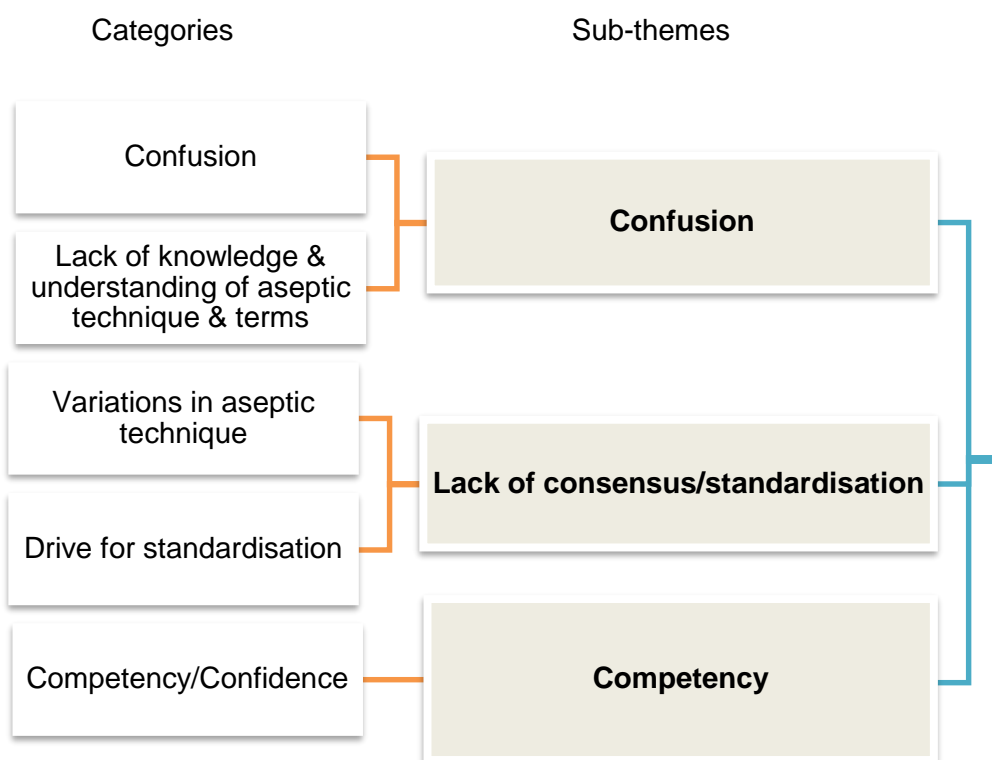 Categories
Sub-themes
Confusion
Lack of knowledge &
understanding of aseptic
technique & terms
Confusion
Variations in aseptic
technique
Drive for standardisation
Lack of consensus/standardisation
Competency/Confidence
Competency